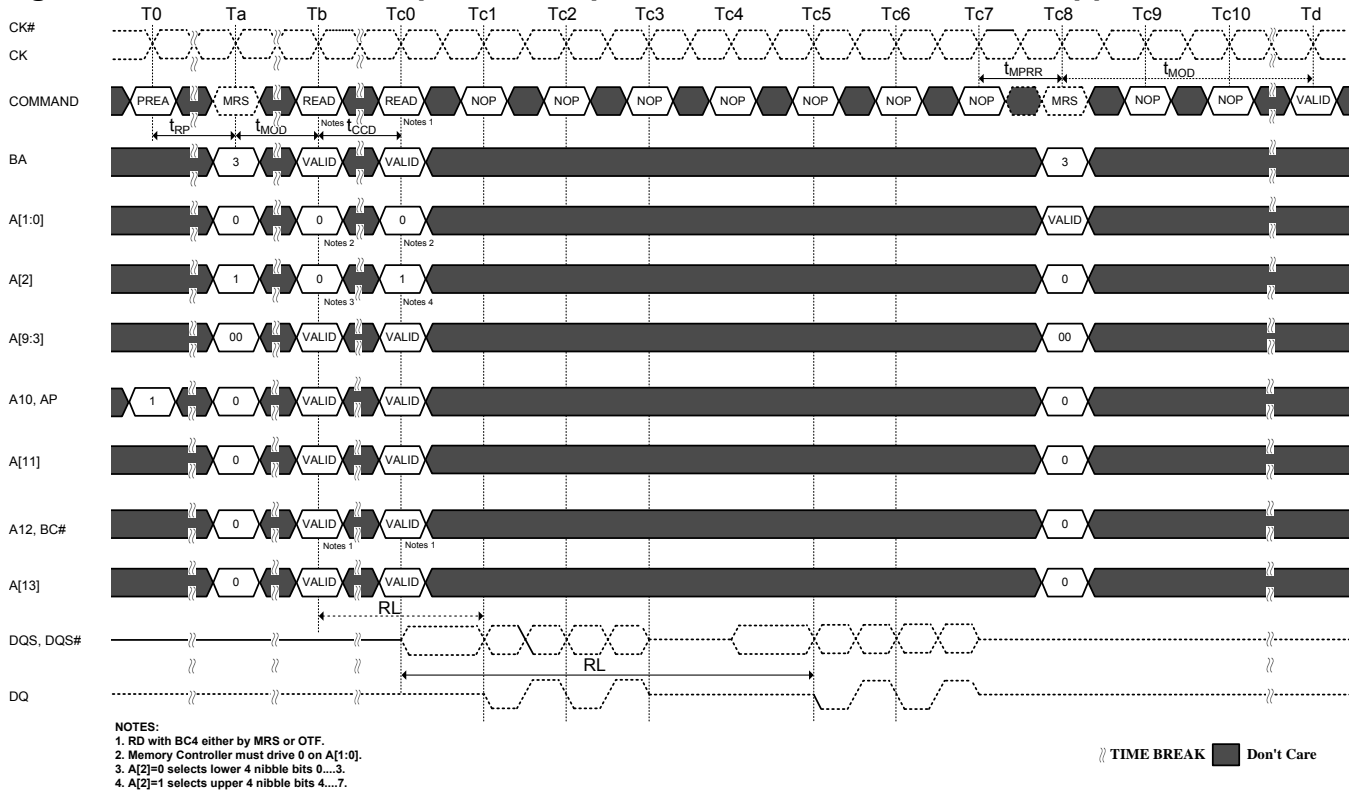 T0 Ta Tb Tc0 Tc1 Tc2 Tc3 Tc4 Tc5 Tc6 Tc7 Tc8 Tc9 Tc10 Td
CK#
CK
tMPRR tMOD
COMMAND PREA MRS READ READ NOP NOP NOP NOP NOP NOP NOP MRS NOP NOP VALID
Notes 1 Notes 1
tRP tMOD tCCD
BA 3 VALID VALID 3
A[1:0] 0 0 0 VALID
Notes 2 Notes 2
A[2] 1 0 1 0
Notes 3 Notes 4
A[9:3] 00 VALID VALID 00
A10, AP 1 0 VALID VALID 0
A[11] 0 VALID VALID 0
A12, BC# 0 VALID VALID 0
Notes 1 Notes 1
A[13] 0 VALID VALID 0
RL
DQS, DQS#
RL
DQ
NOTES:
1. RD with BC4 either by MRS or OTF.
2. Memory Controller must drive 0 on A[1:0].
3. A[2]=0 selects lower 4 nibble bits 0....3.
4. A[2]=1 selects upper 4 nibble bits 4....7.
TIME BREAK Don't Care